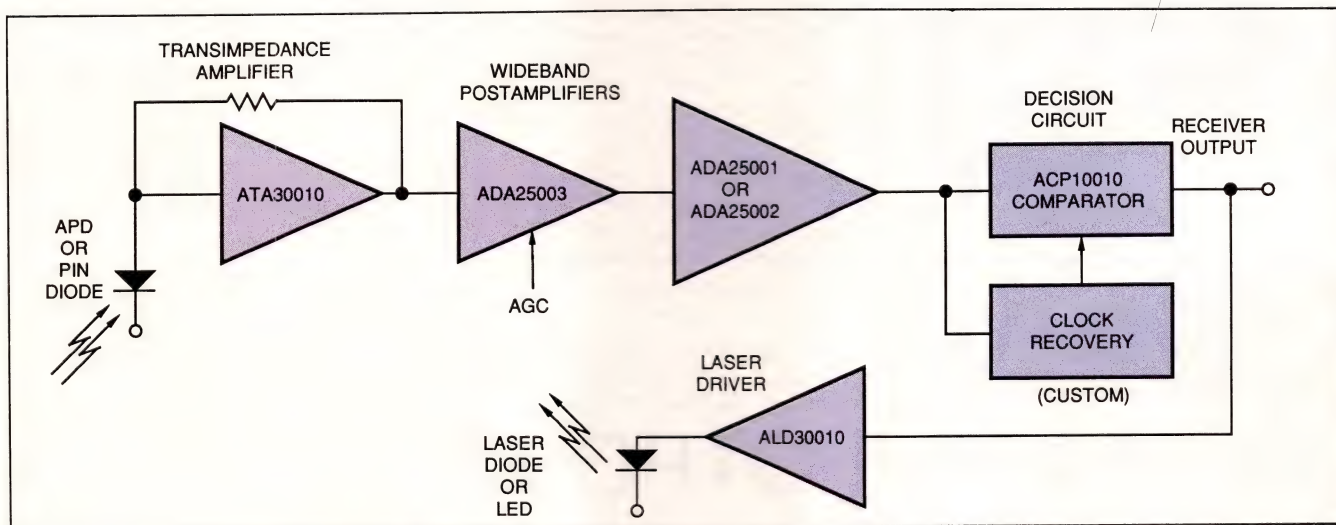 TRANSIMPEDANCE
AMPLIFIER
WIDEBAND
POSTAMPLIFIERS
DECISION
CIRCUIT
RECEIVER
OUTPUT
ATA30010
ADA25003
ADA25001
OR
ADA25002
ACP10010
COMPARATOR
APD
OR
PIN
DIODE
AGC
CLOCK
RECOVERY
(CUSTOM)
LASER
DRIVER
ALD30010
LASER
DIODE
OR
LED